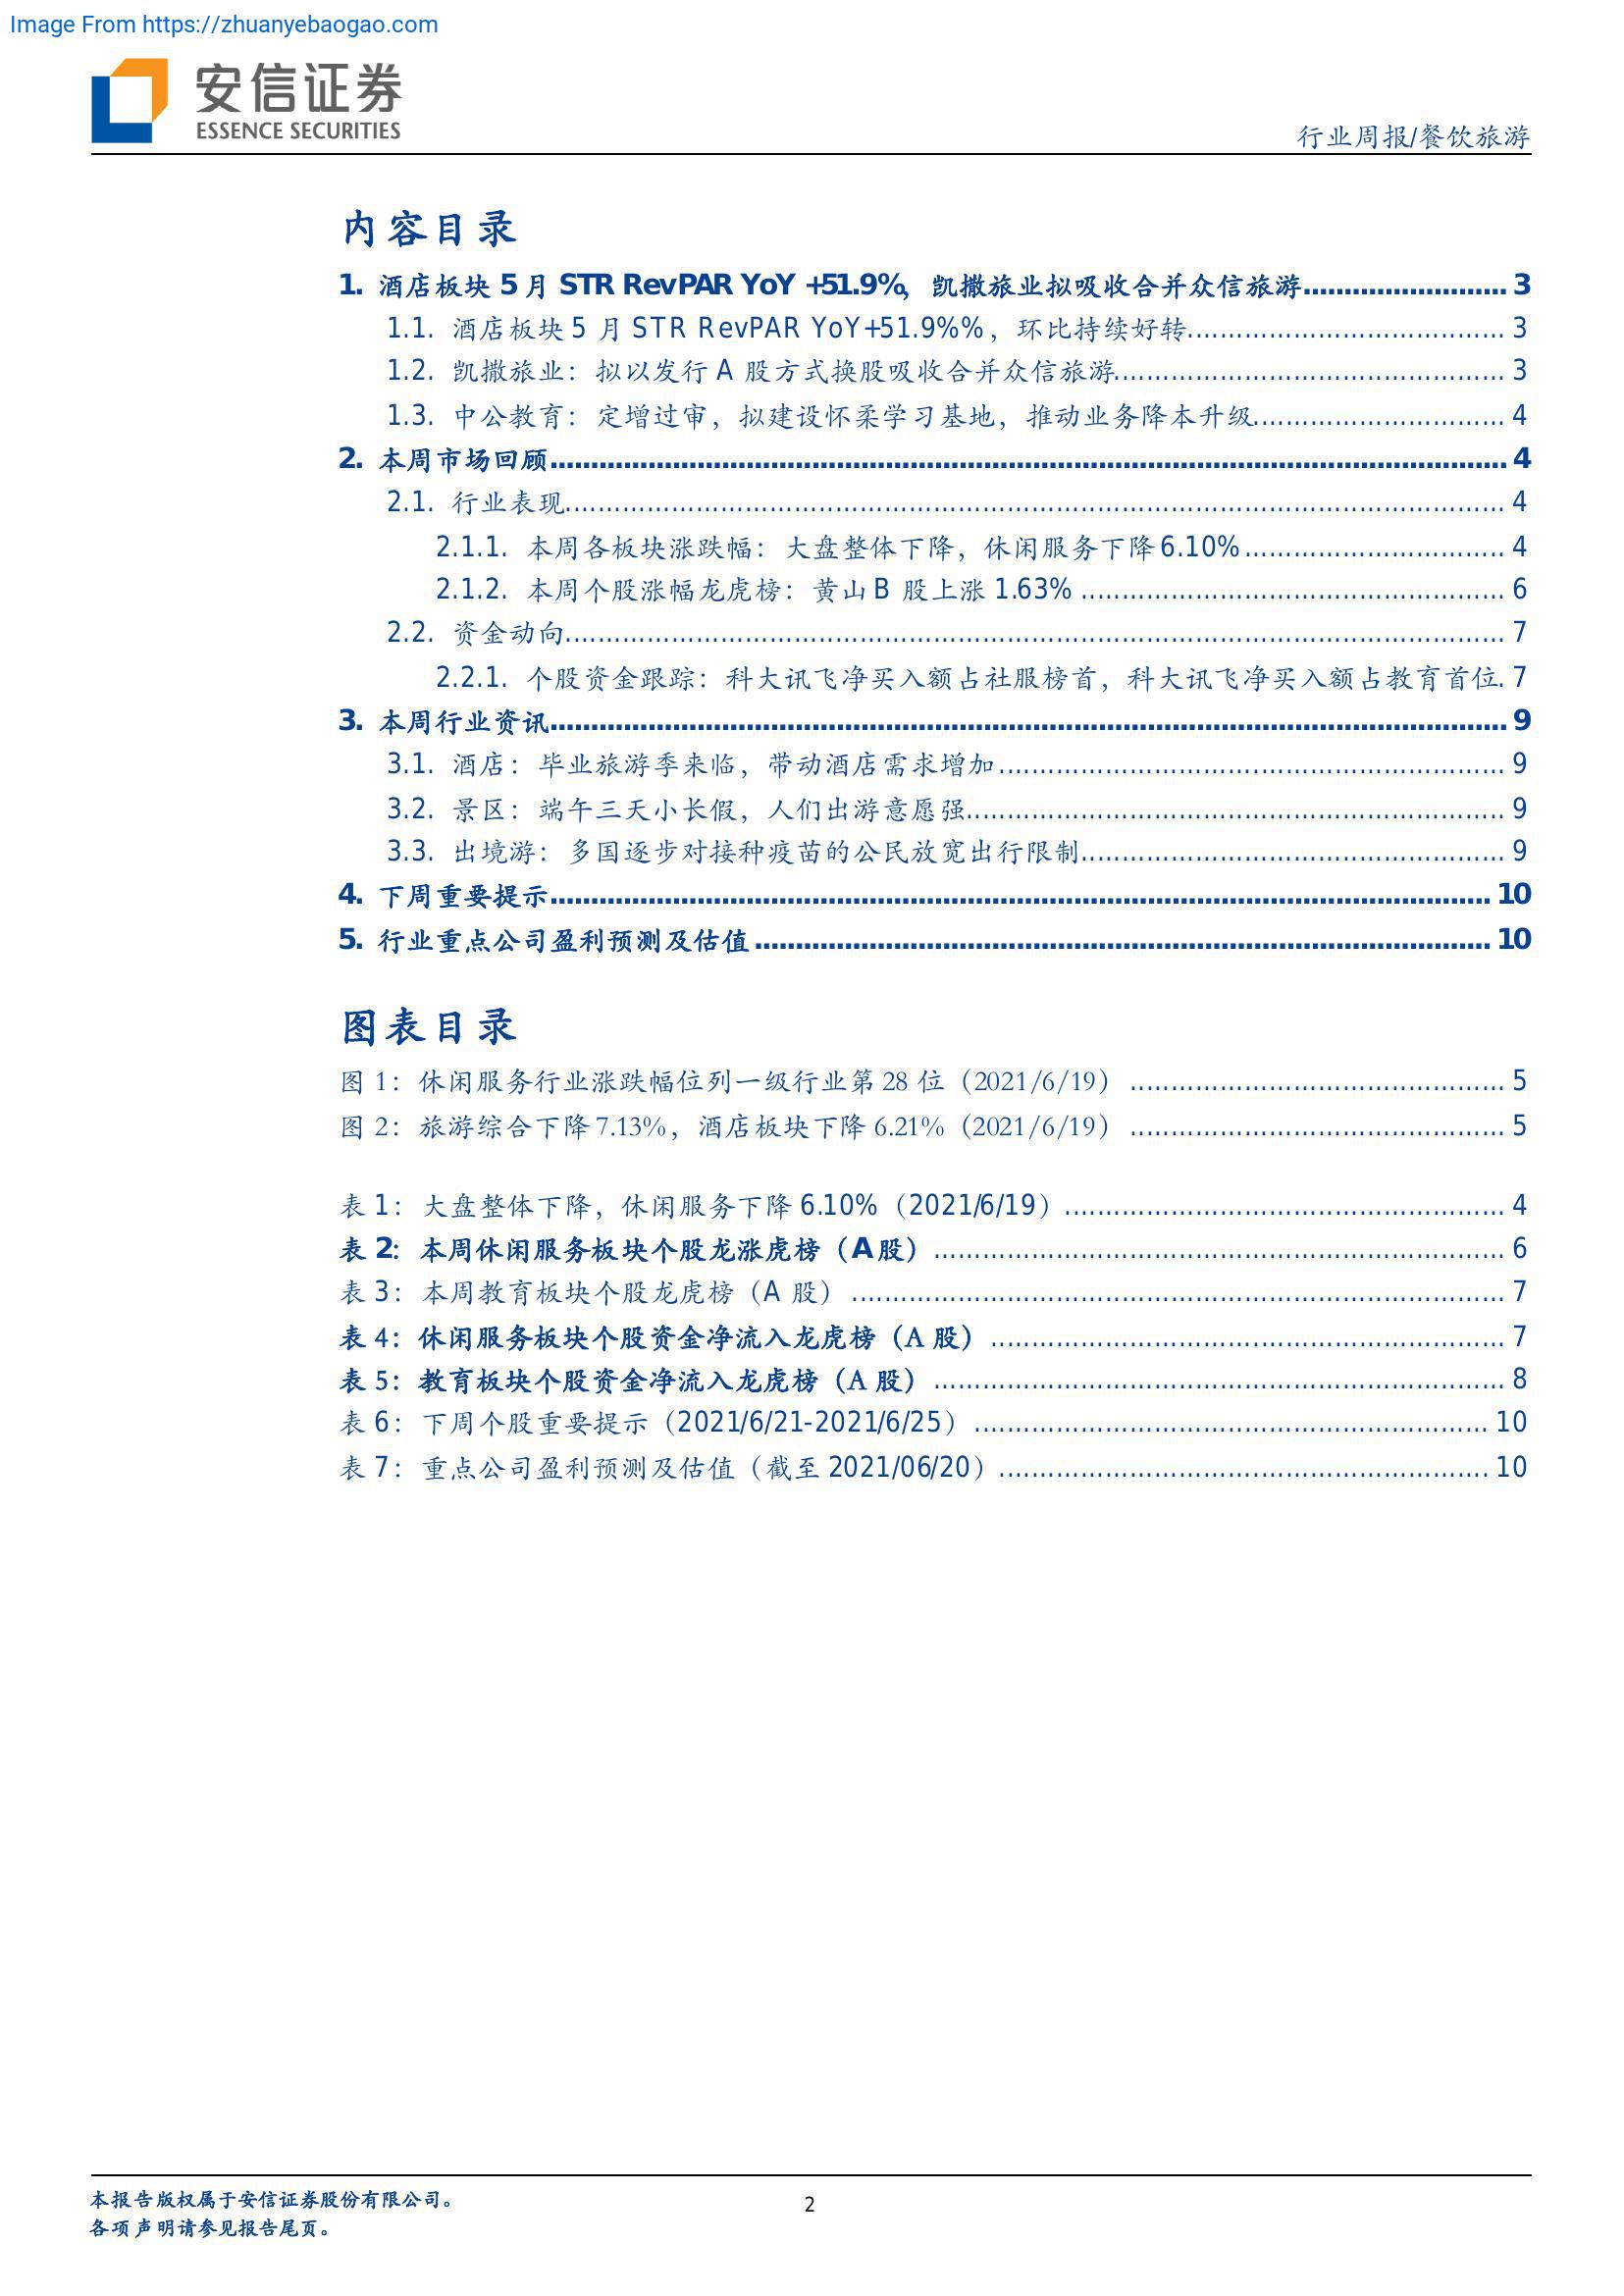 Image From https://zhuanyebaogao.com
安信证券
ESSENCE SECURITIES
行业周报/餐饮旅游
内容目录
1. 酒店板块 5 月 STR RevPAR YoY +51.9%，凯撒旅业拟吸收合并众信旅游......................... 3
1.1. 酒店板块 5 月 STR RevPAR YoY+51.9%%，环比持续好转....................................... 3
1.2. 凯撒旅业：拟以发行 A 股方式换股吸收合并众信旅游................................................ 3
1.3. 中公教育：定增过审，拟建设怀柔学习基地，推动业务降本升级............................... 4
2. 本周市场回顾..................................................................................................................... 4
2.1. 行业表现................................................................................................................... 4
2.1.1. 本周各板块涨跌幅：大盘整体下降，休闲服务下降 6.10%................................ 4
2.1.2. 本周个股涨幅龙虎榜：黄山 B 股上涨 1.63% .................................................... 6
2.2. 资金动向................................................................................................................... 7
2.2.1. 个股资金跟踪：科大讯飞净买入额占社服榜首，科大讯飞净买入额占教育首位. 7
3. 本周行业资讯..................................................................................................................... 9
3.1. 酒店：毕业旅游季来临，带动酒店需求增加.............................................................. 9
3.2. 景区：端午三天小长假，人们出游意愿强.................................................................. 9
3.3. 出境游：多国逐步对接种疫苗的公民放宽出行限制.................................................... 9
4. 下周重要提示................................................................................................................... 10
5. 行业重点公司盈利预测及估值.......................................................................................... 10
图表目录
图 1：休闲服务行业涨跌幅位列一级行业第 28 位（2021/6/19） .............................................. 5
图 2：旅游综合下降 7.13%，酒店板块下降 6.21%（2021/6/19） .............................................. 5
表 1：大盘整体下降，休闲服务下降 6.10%（2021/6/19）...................................................... 4
表 2：本周休闲服务板块个股龙涨虎榜（A 股） ...................................................................... 6
表 3：本周教育板块个股龙虎榜（A 股） ................................................................................ 7
表 4：休闲服务板块个股资金净流入龙虎榜（A 股） ............................................................... 7
表 5：教育板块个股资金净流入龙虎榜（A 股） ...................................................................... 8
表 6：下周个股重要提示（2021/6/21-2021/6/25） ............................................................... 10
表 7：重点公司盈利预测及估值（截至 2021/06/20）............................................................ 10
本报告版权属于安信证券股份有限公司。
2
各项声明请参见报告尾页。